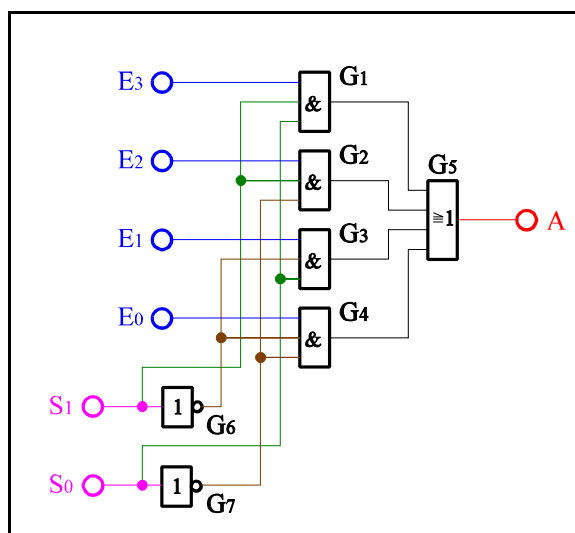 E3 G1
&
E2 G2
& G5
≧1 A
E1 G3
&
E0 G4
&
S1 1 G6
S0 1 G7